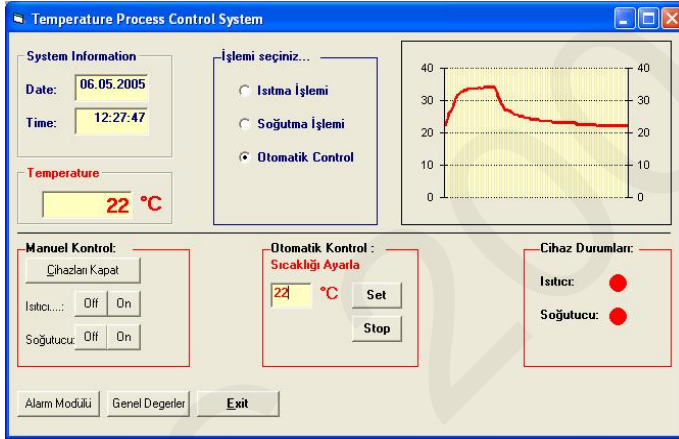 Temperature Process Control System
System Information
Date: 06.05.2005
Time: 12:27:47
Temperature
22 °C
İşlemi seçiniz...
Isıtma İşlemi
Soğutma İşlemi
Otomatik Control
40 40
30 30
20 20
10 10
0 0
Manuel Kontrol:
Cihazları Kapat
Isıtıcı....: Off On
Soğutucu: Off On
Otomatik Kontrol :
Sıcaklığı Ayarla
22 °C Set
Stop
Cihaz Durumları:
Isıtıcı:
Soğutucu:
Alarm Modülü Genel Degerler Exit